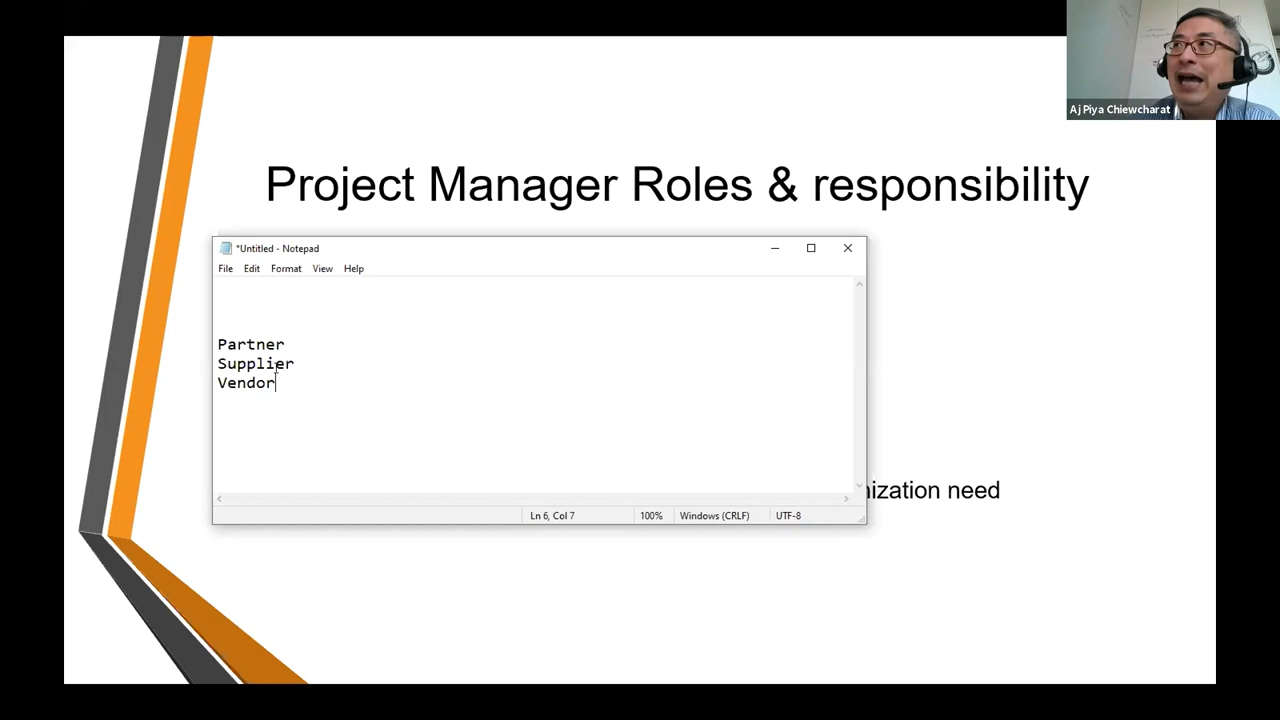 Aj Piya Chiewcharat
Project Manager Roles & responsibility
*Untitled - Notepad
File Edit Format View Help
Partner
Supplier
Vendor
nization need
Ln 6, Col 7 100% Windows (CRLF) UTF-8